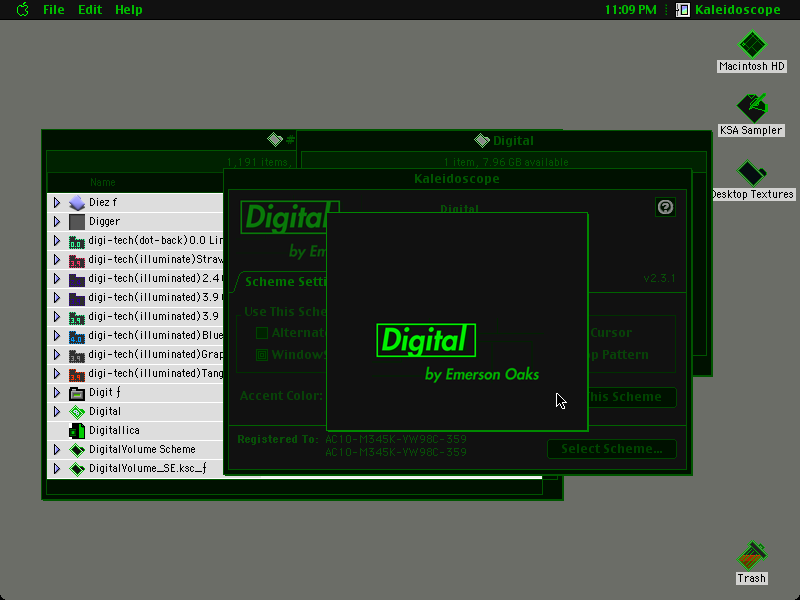 File Edit Help
11:09 PM Kaleidoscope
Macintosh HD
KSA Sampler
Desktop Textures
Trash
#
1,191 items,
Name
Diez f
Digger
digi-tech(dot-back)0.0 Lin
digi-tech(illuminate)Straw
digi-tech(illuminated)2.4
digi-tech(illuminated)3.9
digi-tech(illuminated)3.9
digi-tech(illuminated)Blue
digi-tech(illuminated)Grap
digi-tech(illuminated)Tang
Digit ƒ
Digital
Digitallica
DigitalVolume Scheme
DigitalVolume_SE.ksc_ƒ
Digital
1 item, 7.96 GB available
Kaleidoscope
Digital
by Em
Digital
v2.3.1
Scheme Setti
Use This Sche
Alternat
Window
Cursor
p Pattern
Accent Color:
his Scheme
Registered To: AC10-M345K-VW98C-359
AC10-M345K-VW98C-359
Select Scheme...
Digital
by Emerson Oaks